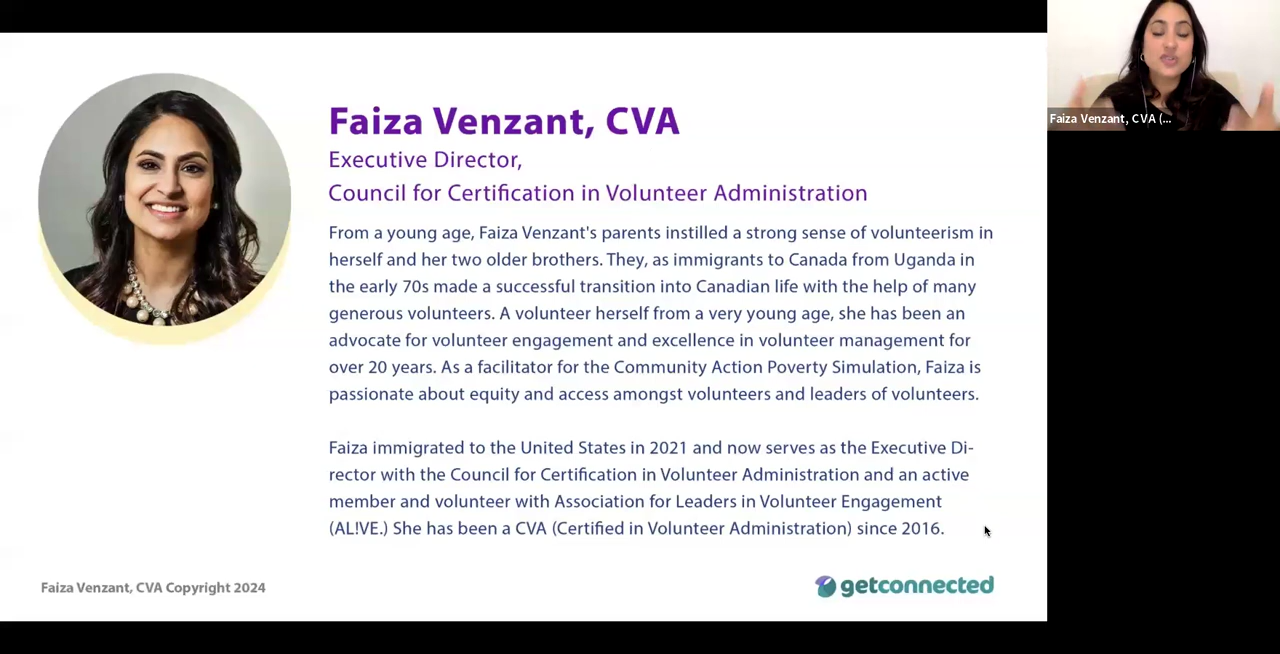 Faiza Venzant, CVA
Executive Director,
Council for Certification in Volunteer Administration
From a young age, Faiza Venzant's parents instilled a strong sense of volunteerism in
herself and her two older brothers. They, as immigrants to Canada from Uganda in
the early 70s made a successful transition into Canadian life with the help of many
generous volunteers. A volunteer herself from a very young age, she has been an
advocate for volunteer engagement and excellence in volunteer management for
over 20 years. As a facilitator for the Community Action Poverty Simulation, Faiza is
passionate about equity and access amongst volunteers and leaders of volunteers.
Faiza immigrated to the United States in 2021 and now serves as the Executive Di-
rector with the Council for Certification in Volunteer Administration and an active
member and volunteer with Association for Leaders in Volunteer Engagement
(AL!VE.) She has been a CVA (Certified in Volunteer Administration) since 2016.
Faiza Venzant, CVA Copyright 2024
getconnected
Faiza Venzant, CVA (...